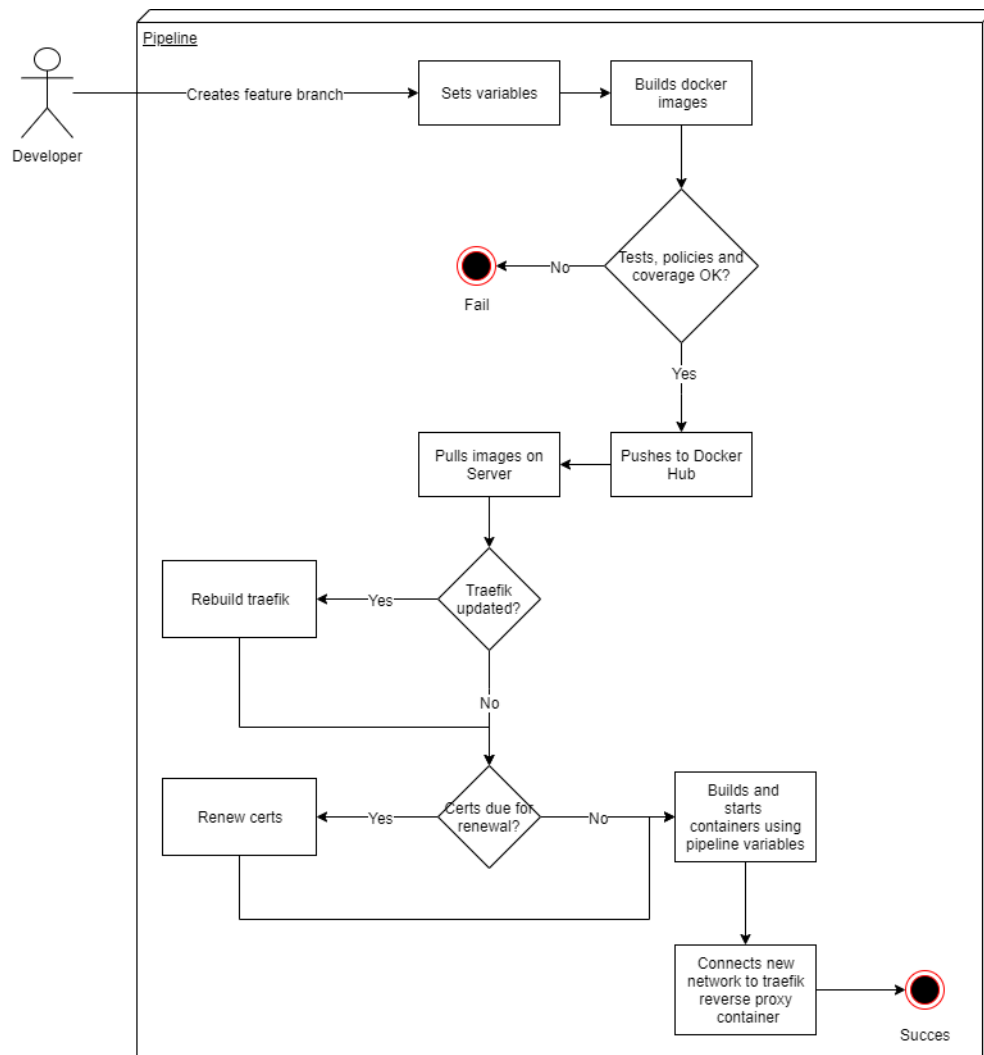 Pipeline
Developer
Creates feature branch
Sets variables
Builds docker
images
Tests, policies and
coverage OK?
No
Fail
Yes
Pushes to Docker
Hub
Pulls images on
Server
Traefik
updated?
Yes
Rebuild traefik
No
Certs due for
renewal?
Yes
Renew certs
No
Builds and
starts
containers using
pipeline variables
Connects new
network to traefik
reverse proxy
container
Succes